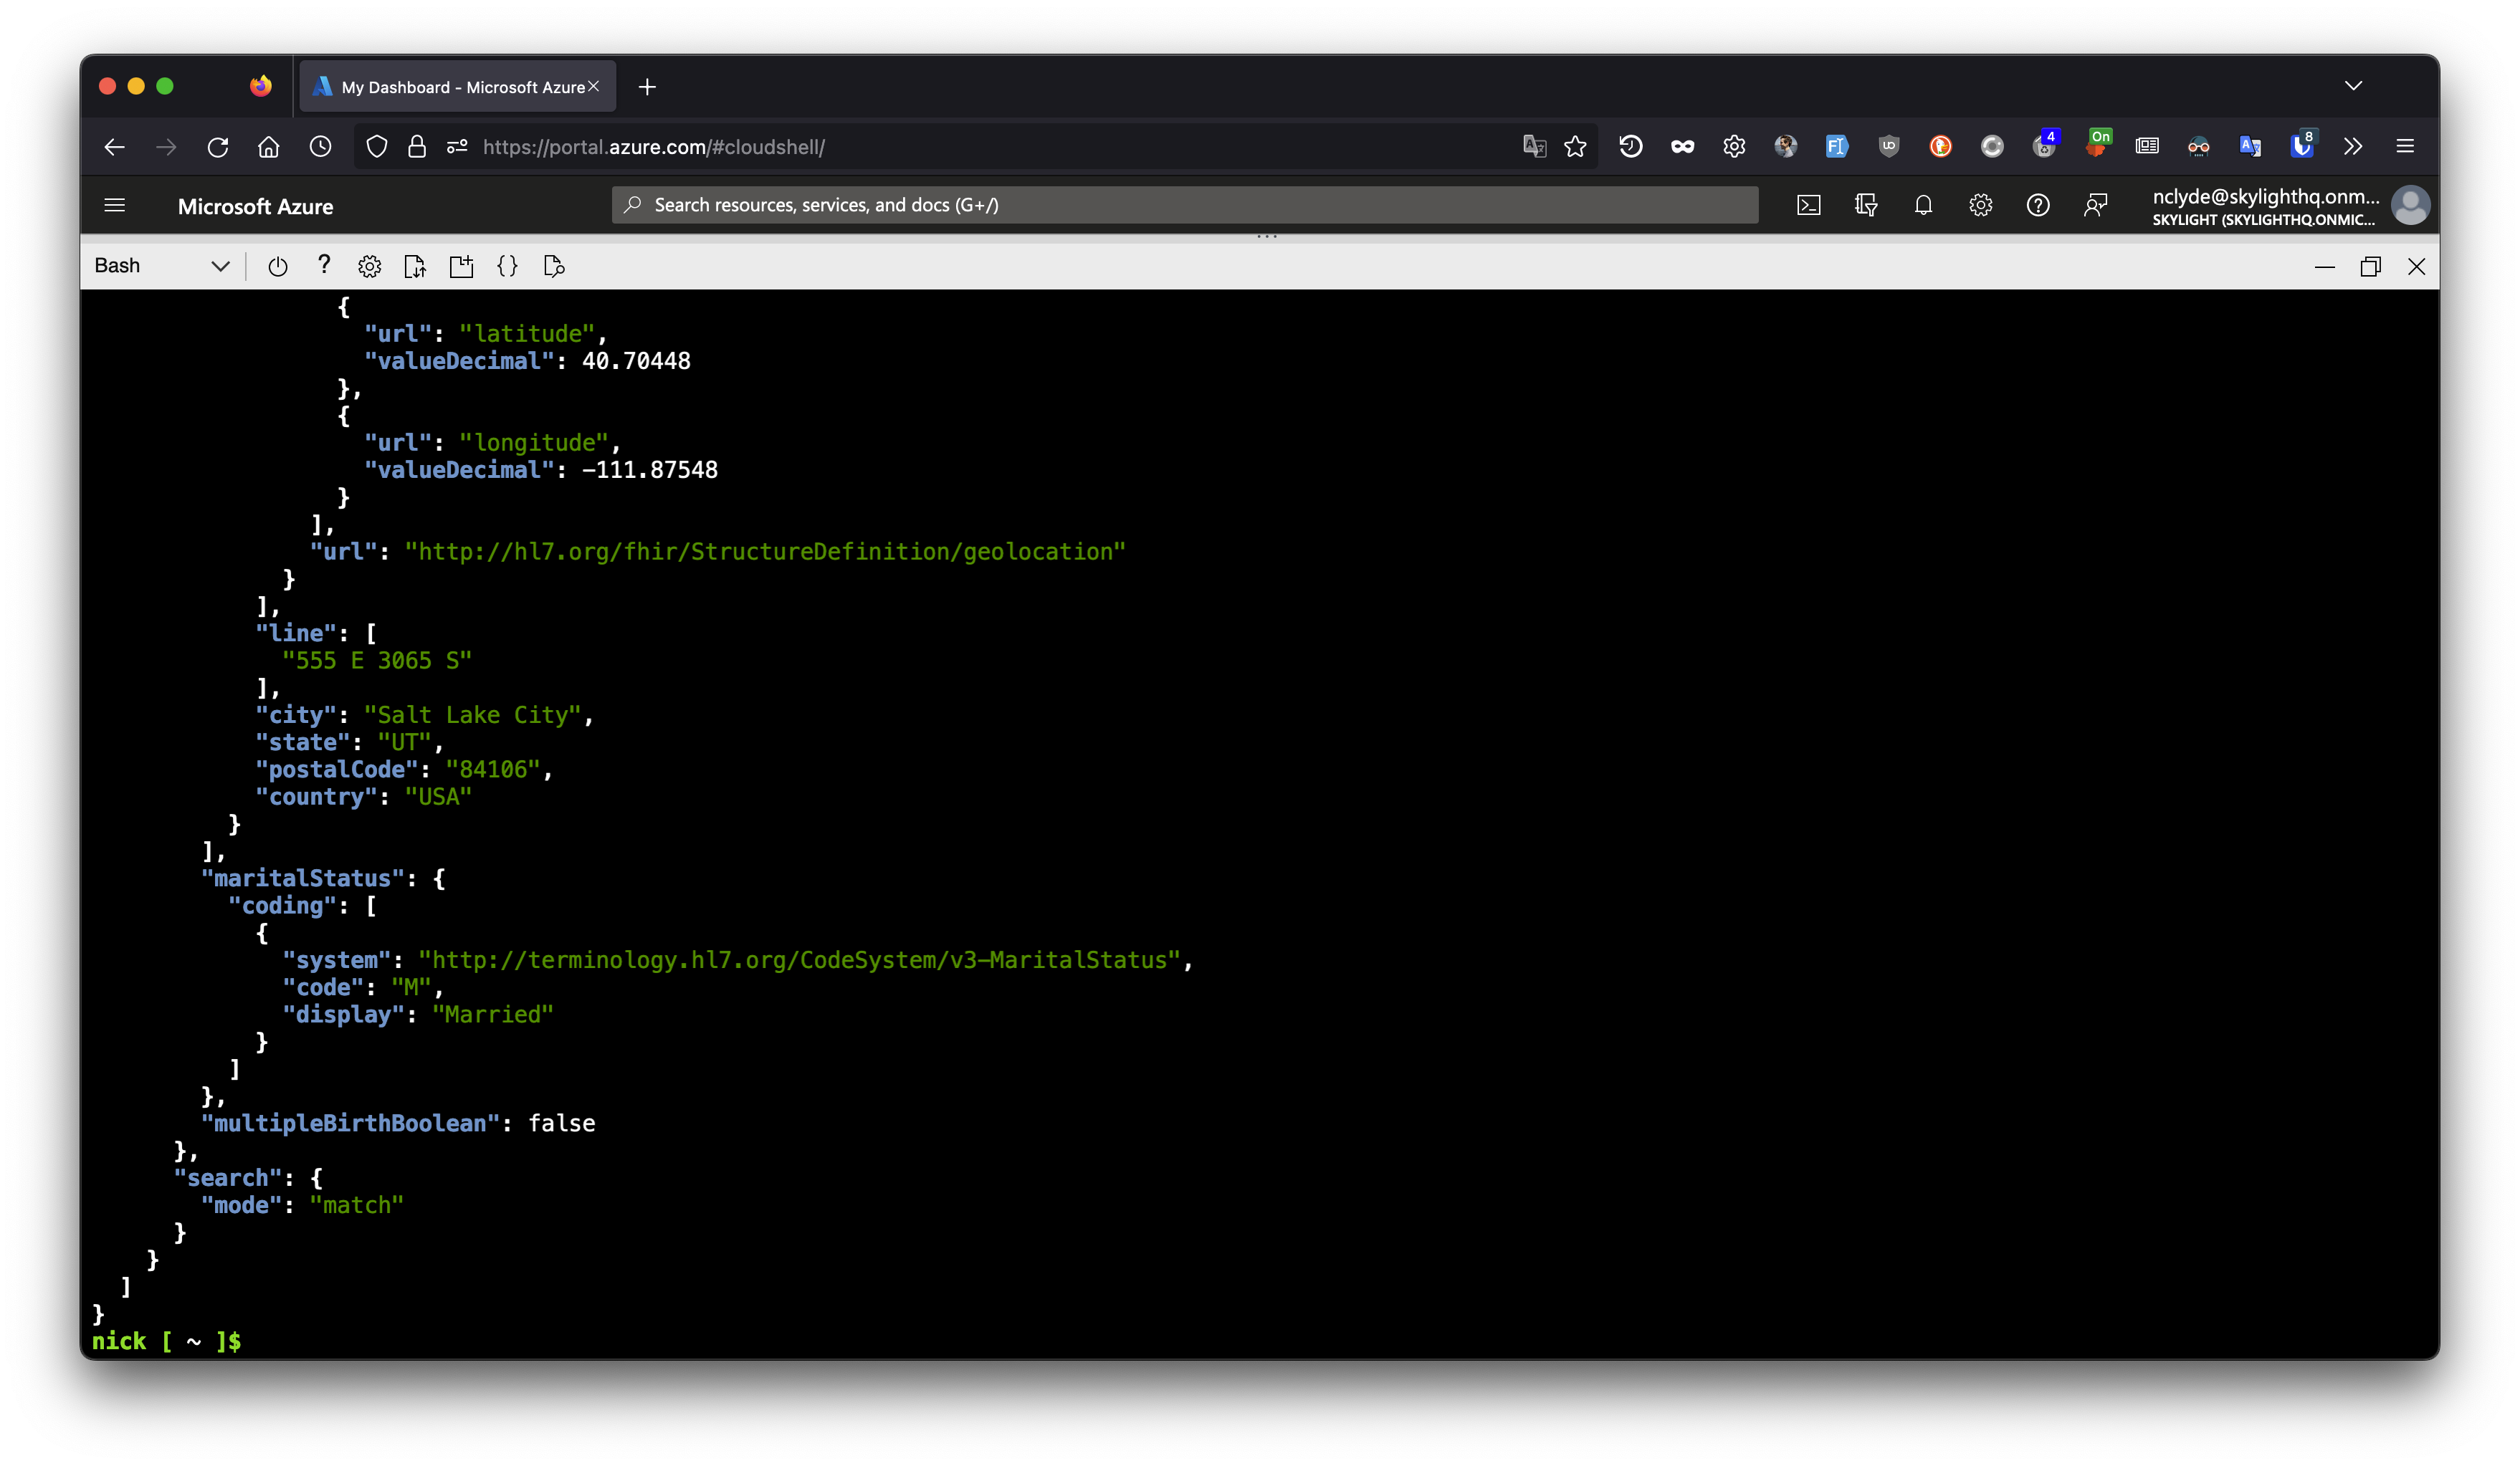 My Dashboard - Microsoft Azure
https://portal.azure.com/#cloudshell/
4
On
8
Microsoft Azure
Search resources, services, and docs (G+/)
nclyde@skylighthq.onm...
SKYLIGHT (SKYLIGHTHQ.ONMIC...
Bash
{
"url": "latitude",
"valueDecimal": 40.70448
},
{
"url": "longitude",
"valueDecimal": -111.87548
}
],
"url": "http://hl7.org/fhir/StructureDefinition/geolocation"
}
],
"line": [
"555 E 3065 S"
],
"city": "Salt Lake City",
"state": "UT",
"postalCode": "84106",
"country": "USA"
}
],
"maritalStatus": {
"coding": [
{
"system": "http://terminology.hl7.org/CodeSystem/v3-MaritalStatus",
"code": "M",
"display": "Married"
}
]
},
"multipleBirthBoolean": false
},
"search": {
"mode": "match"
}
}
]
}
nick [ ~ ]$